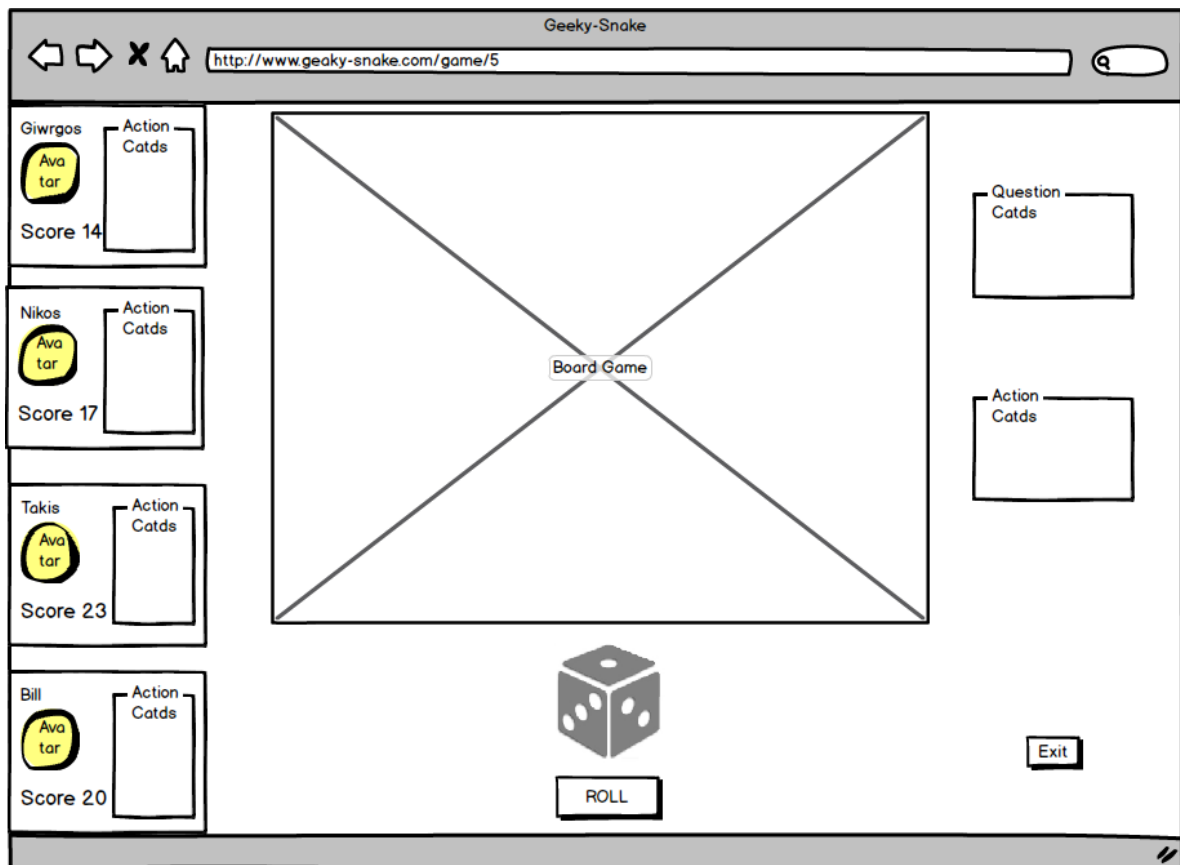 Geeky-Snake
http://www.geaky-snake.com/game/5
Giwrgos
Ava
tar
Score 14
Action
Catds
Nikos
Ava
tar
Score 17
Action
Catds
Takis
Ava
tar
Score 23
Action
Catds
Bill
Ava
tar
Score 20
Action
Catds
Board Game
ROLL
Question
Catds
Action
Catds
Exit